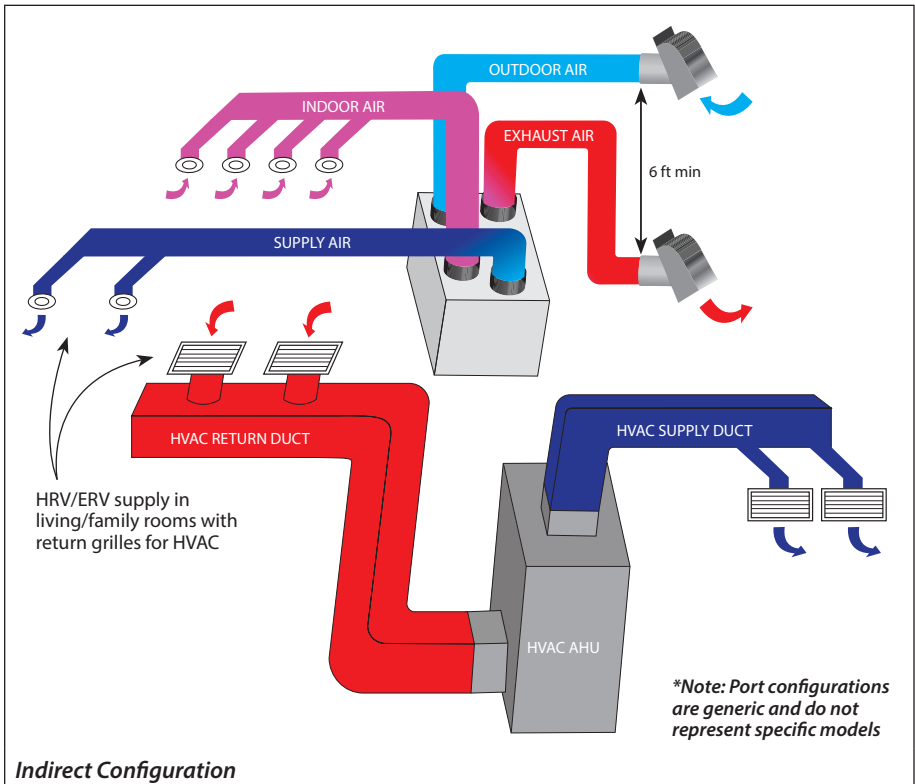 OUTDOOR AIR
INDOOR AIR
EXHAUST AIR
6 ft min
SUPPLY AIR
HVAC RETURN DUCT
HVAC SUPPLY DUCT
HRV/ERV supply in
living/family rooms with
return grilles for HVAC
HVAC AHU
*Note: Port configurations
are generic and do not
represent specific models
Indirect Configuration